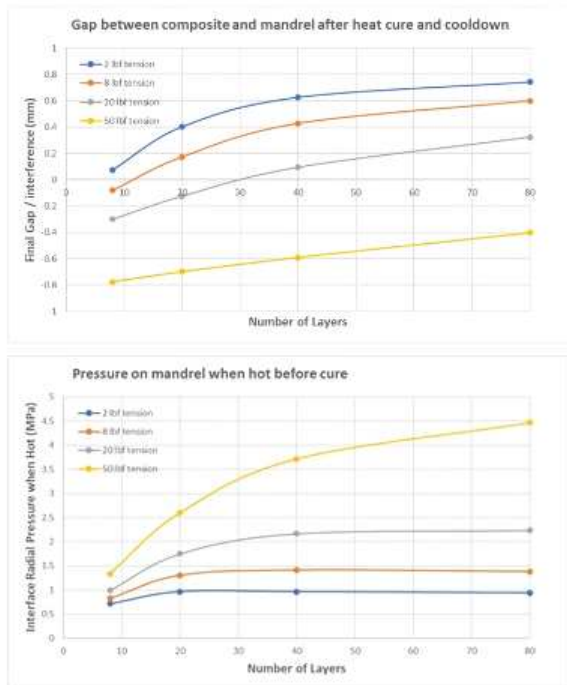 Gap between composite and mandrel after heat cure and cooldown
1
0.8
2 lbf tension
8 lbf tension
0.6
20 lbf tension
0.4
50 lbf tension
0.2
0
0 10 20 30 40 50 60 70 80
0.2
-0.4
0.6
0.8
1
Final Gap / interference (mm)
Number of Layers
Pressure on mandrel when hot before cure
5
4.5
2 lbf tension
8 lbf tension
4
20 lbf tension
3.5
50 lbf tension
3
2.5
2
1.5
1
0.5
0
0 10 20 30 40 50 60 70 80
Interface Radial Pressure when Hot (MPa)
Number of Layers